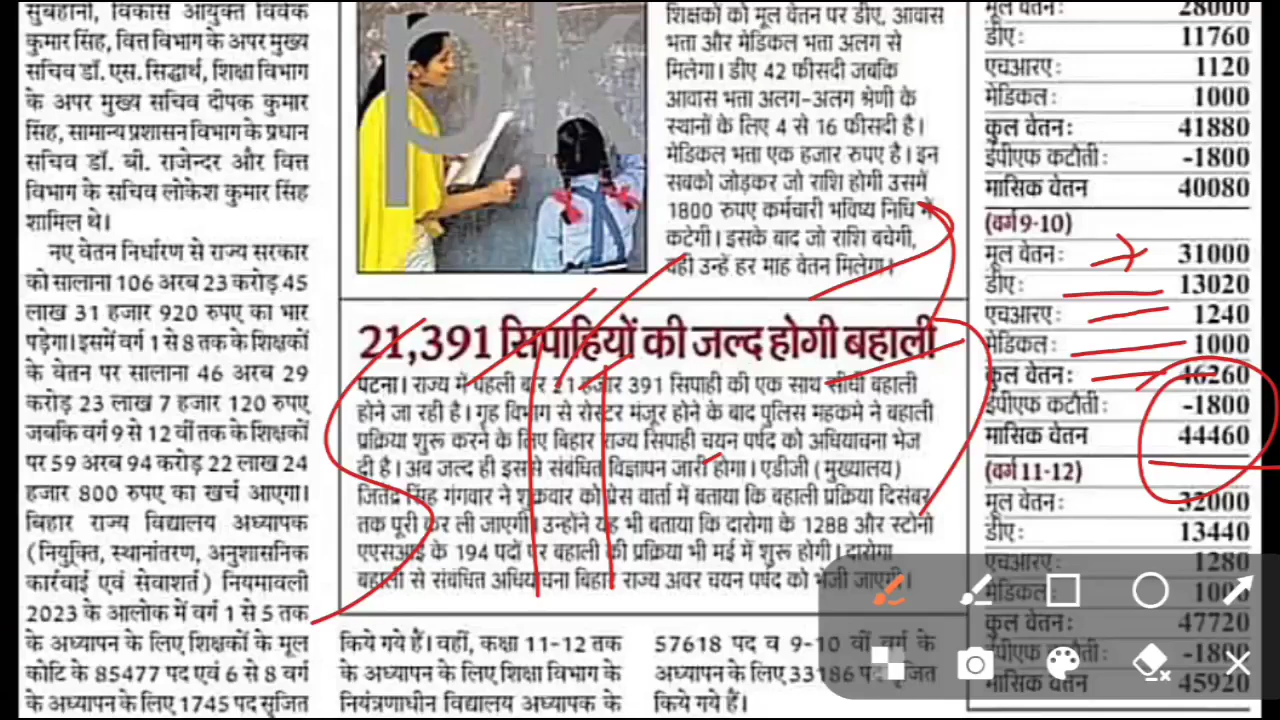 सुबहानी, विकास आयुक्त विवेक
कुमार सिंह, वित्त विभाग के अपर मुख्य
सचिव डॉ. एस. सिद्धार्थ, शिक्षा विभाग
के अपर मुख्य सचिव दीपक कुमार
सिंह, सामान्य प्रशासन विभाग के प्रधान
सचिव डॉ. बी. राजेन्दर और वित्त
विभाग के सचिव लोकेश कुमार सिंह
शामिल थे।
नए वेतन निर्धारण से राज्य सरकार
को सालाना 106 अरब 23 करोड़ 45
लाख 31 हजार 920 रुपए का भार
पड़ेगा। इसमें वर्ग 1 से 8 तक के शिक्षकों
के वेतन पर सालाना 46 अरब 29
करोड़ 23 लाख 7 हजार 120 रुपए
जबकि वर्ग 9 से 12 वीं तक के शिक्षकों
पर 59 अरब 94 करोड़ 22 लाख 24
हजार 800 रुपए का खर्च आएगा।
बिहार राज्य विद्यालय अध्यापक
(नियुक्ति, स्थानांतरण, अनुशासनिक
कार्रवाई एवं सेवाशर्त) नियमावली
2023 के आलोक में वर्ग 1 से 5 तक
के अध्यापन के लिए शिक्षकों के मूल
कोटि के 85477 पद एवं 6 से 8 वर्ग
के अध्यापन के लिए 1745 पद सृजित
pk
शिक्षकों को मूल वेतन पर डीए, आवास
भता और मेडिकल भता अलग से
मिलेगा। डीए 42 फीसदी जबकि
आवास भता अलग-अलग श्रेणी के
स्थानों के लिए 4 से 16 फीसदी है।
मेडिकल भता एक हजार रुपए है। इन
सबको जोड़कर जो राशि होगी उसमें
1800 रुपए कर्मचारी भविष्य निधि में
कटेगी। इसके बाद जो राशि बचेगी,
वही उन्हें हर माह वेतन मिलेगा।
21,391 सिपाहियों की जल्द होगी बहाली
पटना। राज्य में पहली बार 21 हजार 391 सिपाही की एक साथ सीधी बहाली
होने जा रही है। गृह विभाग से रोस्टर मंजूर होने के बाद पुलिस महकमे ने बहाली
प्रक्रिया शुरू करने के लिए बिहार राज्य सिपाही चयन पर्षद को अधियाचना भेज
दी है। अब जल्द ही इससे संबंधित विज्ञापन जारी होगा। एडीजी (मुख्यालय)
जितेंद्र सिंह गंगवार ने शुक्रवार को प्रेस वार्ता में बताया कि बहाली प्रक्रिया दिसंबर
तक पूरी कर ली जाएगी। उन्होंने यह भी बताया कि दारोगा के 1288 और स्टेनो
एएसआई के 194 पदों पर बहाली की प्रक्रिया भी मई में शुरू होगी। दारोगा
बहाली से संबंधित अधियाचना बिहार राज्य अवर चयन पर्षद को भेजी जाएगी।
किये गये हैं। वहीं, कक्षा 11-12 तक
के अध्यापन के लिए शिक्षा विभाग के
नियंत्रणाधीन विद्यालय अध्यापक के
57618 पद व 9-10 वीं वर्ग के
अध्यापन के लिए 33186 पद सृजित
किये गये हैं।
मूल वेतन: 28000
डीए: 11760
एचआरए: 1120
मेडिकल: 1000
कुल वेतन: 41880
ईपीएफ कटौती: -1800
मासिक वेतन 40080
(वर्ग 9-10)
मूल वेतन: 31000
डीए: 13020
एचआरए: 1240
मेडिकल: 1000
कुल वेतन: 46260
ईपीएफ कटौती: -1800
मासिक वेतन 44460
(वर्ग 11-12)
मूल वेतन: 32000
डीए: 13440
एचआरए: 1280
मेडिकल: 1000
कुल वेतन: 47720
ईपीएफ कटौती: -1800
मासिक वेतन 45920